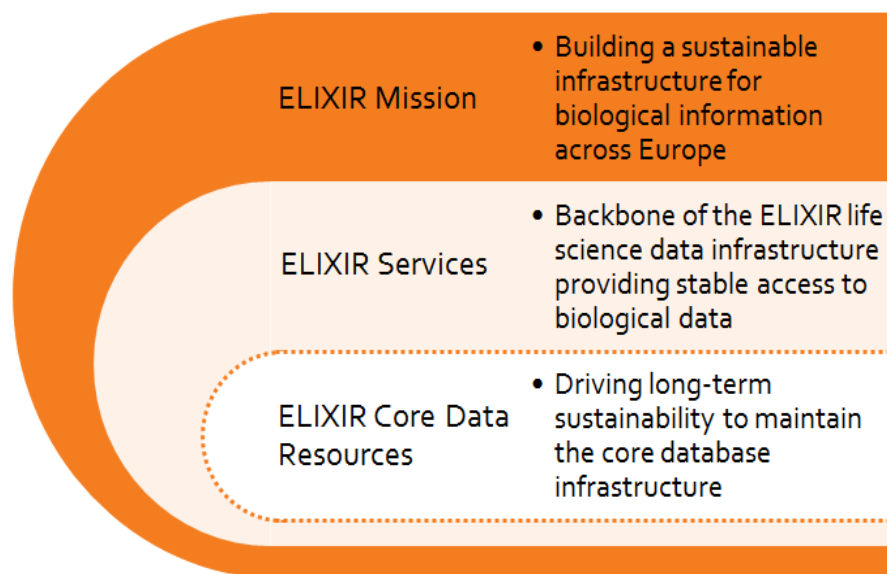 ELIXIR Mission
• Building a sustainable
infrastructure for
biological information
across Europe
ELIXIR Services
• Backbone of the ELIXIR life
science data infrastructure
providing stable access to
biological data
ELIXIR Core Data
Resources
• Driving long-term
sustainability to maintain
the core database
infrastructure